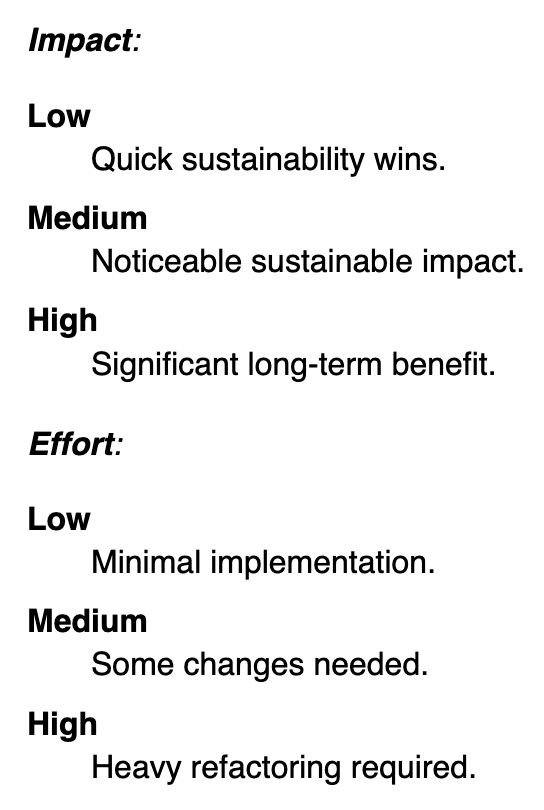 Impact:
Low
Quick sustainability wins.
Medium
Noticeable sustainable impact.
High
Significant long-term benefit.
Effort:
Low
Minimal implementation.
Medium
Some changes needed.
High
Heavy refactoring required.